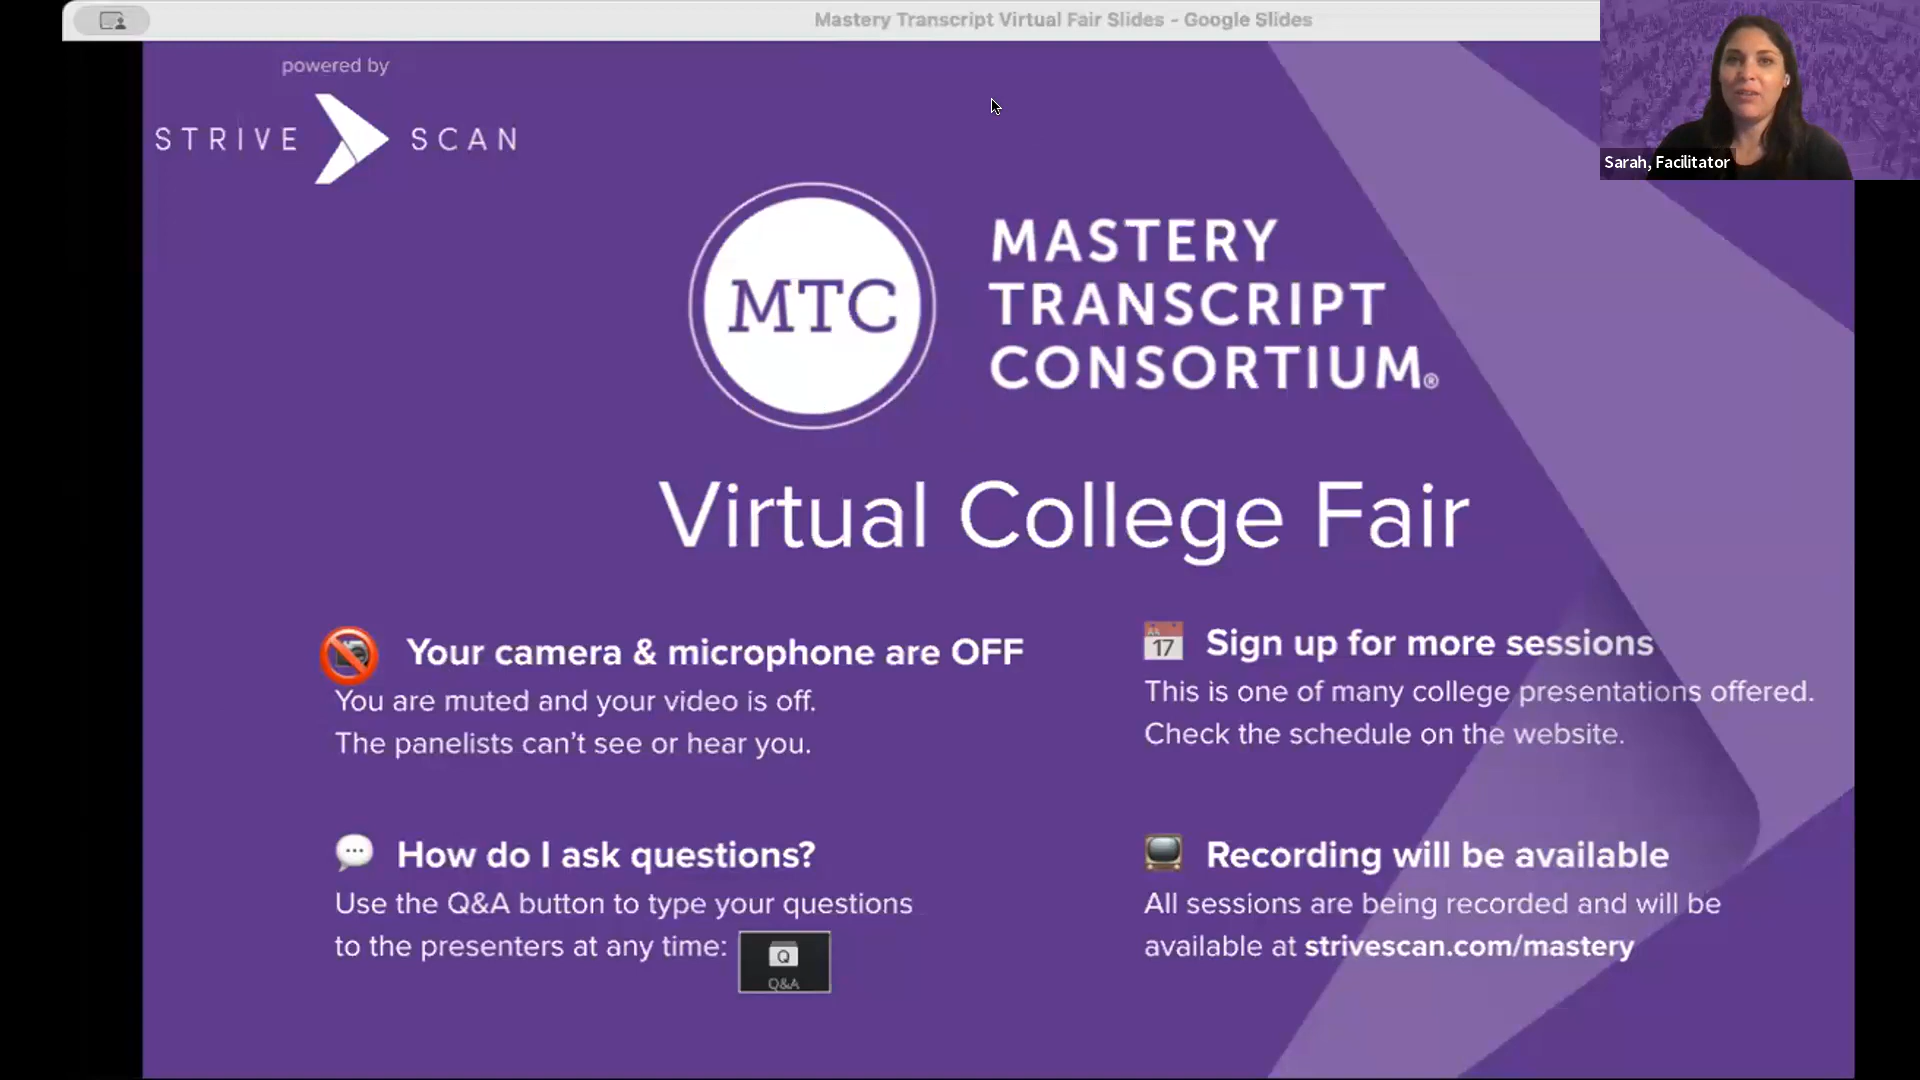 Mastery Transcript Virtual Fair Slides - Google Slides
powered by
STRIVE SCAN
MTC
MASTERY
TRANSCRIPT
CONSORTIUM®
Sarah, Facilitator
Virtual College Fair
Your camera & microphone are OFF
You are muted and your video is off.
The panelists can't see or hear you.
17
Sign up for more sessions
This is one of many college presentations offered.
Check the schedule on the website.
How do I ask questions?
Use the Q&A button to type your questions
to the presenters at any time:
Q
Q&A
Recording will be available
All sessions are being recorded and will be
available at strivescan.com/mastery